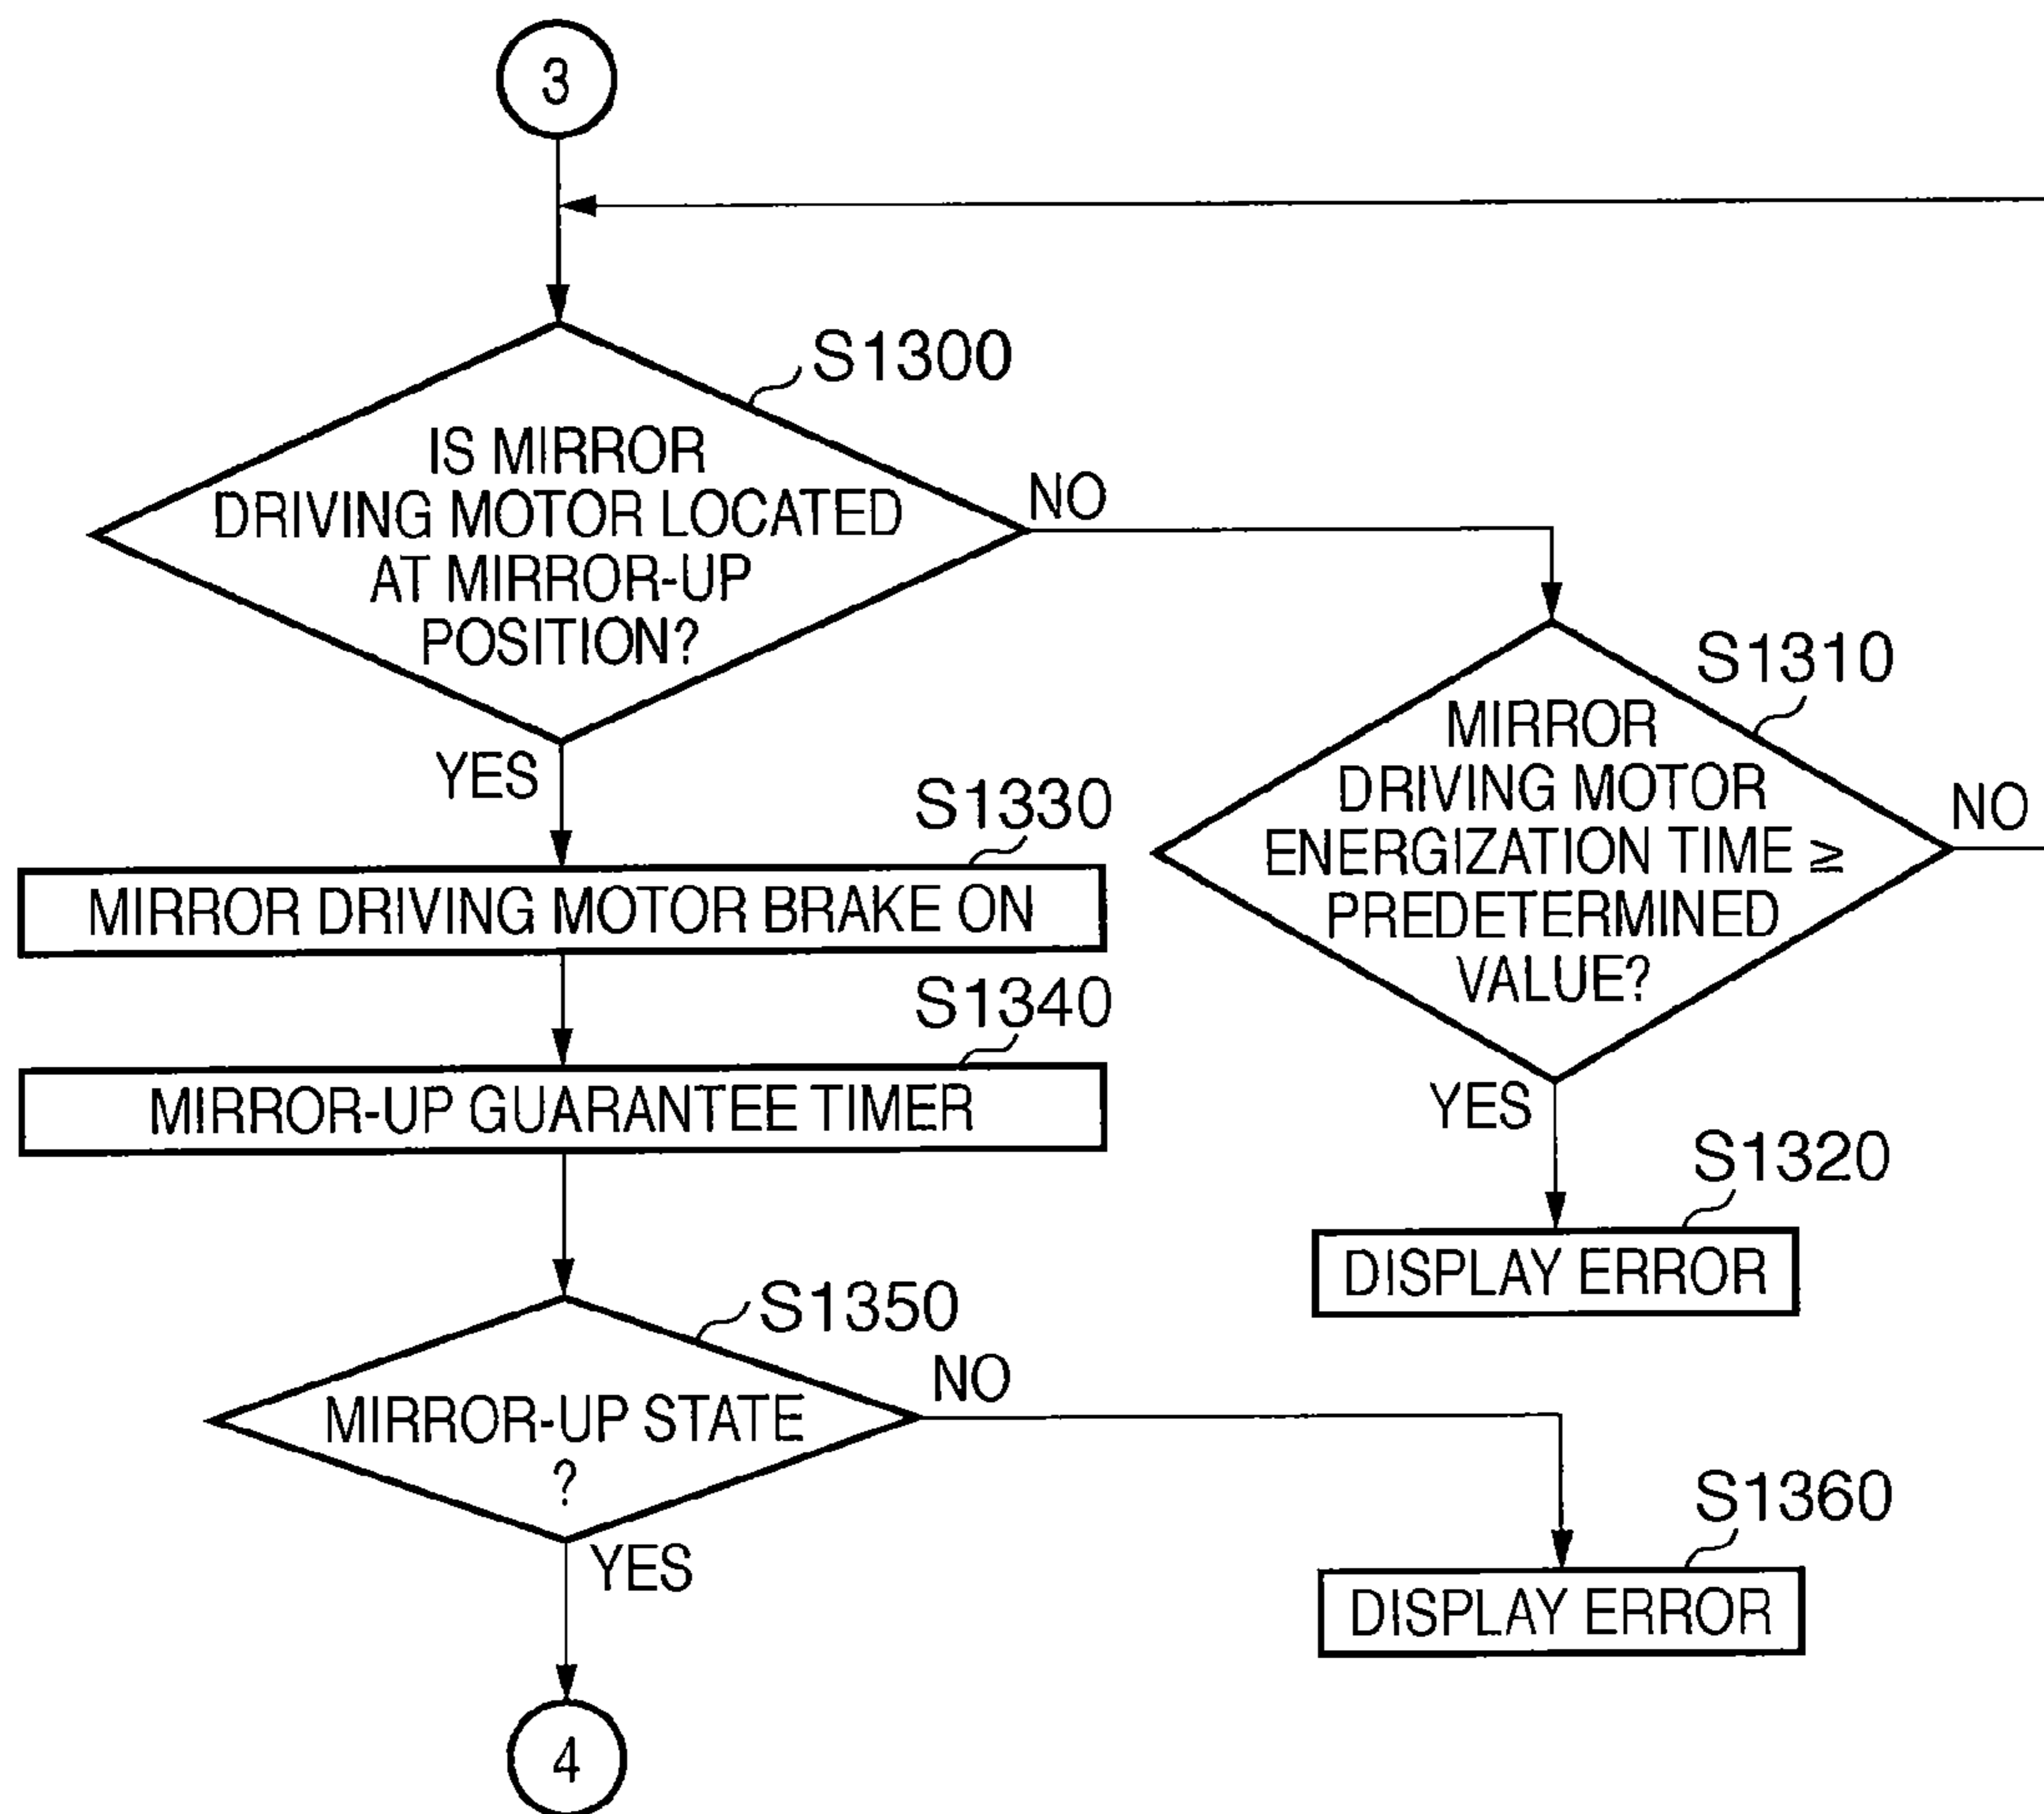 3
S1300
IS MIRROR
DRIVING MOTOR LOCATED
AT MIRROR-UP
POSITION?
NO
YES
S1310
MIRROR
DRIVING MOTOR
ENERGIZATION TIME ≥
PREDETERMINED
VALUE?
NO
YES
S1320
DISPLAY ERROR
S1330
MIRROR DRIVING MOTOR BRAKE ON
S1340
MIRROR-UP GUARANTEE TIMER
S1350
MIRROR-UP STATE
?
NO
YES
S1360
DISPLAY ERROR
4